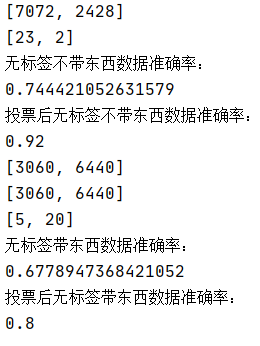 [7072, 2428]
[23, 2]
无标签不带东西数据准确率：
0.744421052631579
投票后无标签不带东西数据准确率：
0.92
[3060, 6440]
[3060, 6440]
[5, 20]
无标签带东西数据准确率：
0.6778947368421052
投票后无标签带东西数据准确率：
0.8